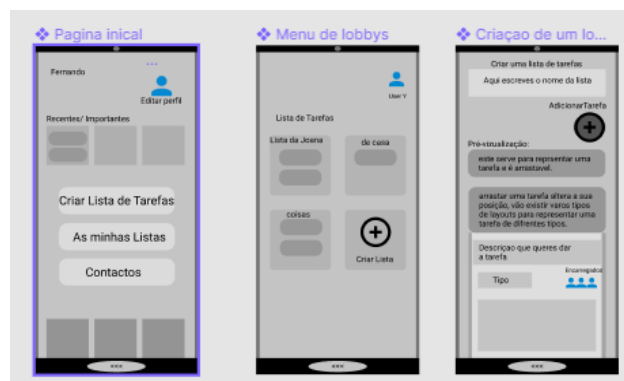 Pagina inical
Fernando
...
Editar perfil
Recentes/ Importantes
Criar Lista de Tarefas
As minhas Listas
Contactos
<<<
Menu de lobbys
User Y
Lista de Tarefas
Lista da Joana
de casa
coisas
Criar Lista
<<<
Criaçao de um lo...
Criar uma lista de tarefas
Aqui escreves o nome da lista
AdicionarTarefa
Pré-visualização:
este serve para reprsentar uma
tarefa e é arrastavel.
arrastar uma tarefa altera a sua
posição, vão existir varos tipos
de layouts para representar uma
tarefa de difrentes tipos.
Descriçao que queres dar
a tarefa
Encarregados
Tipo
<<<